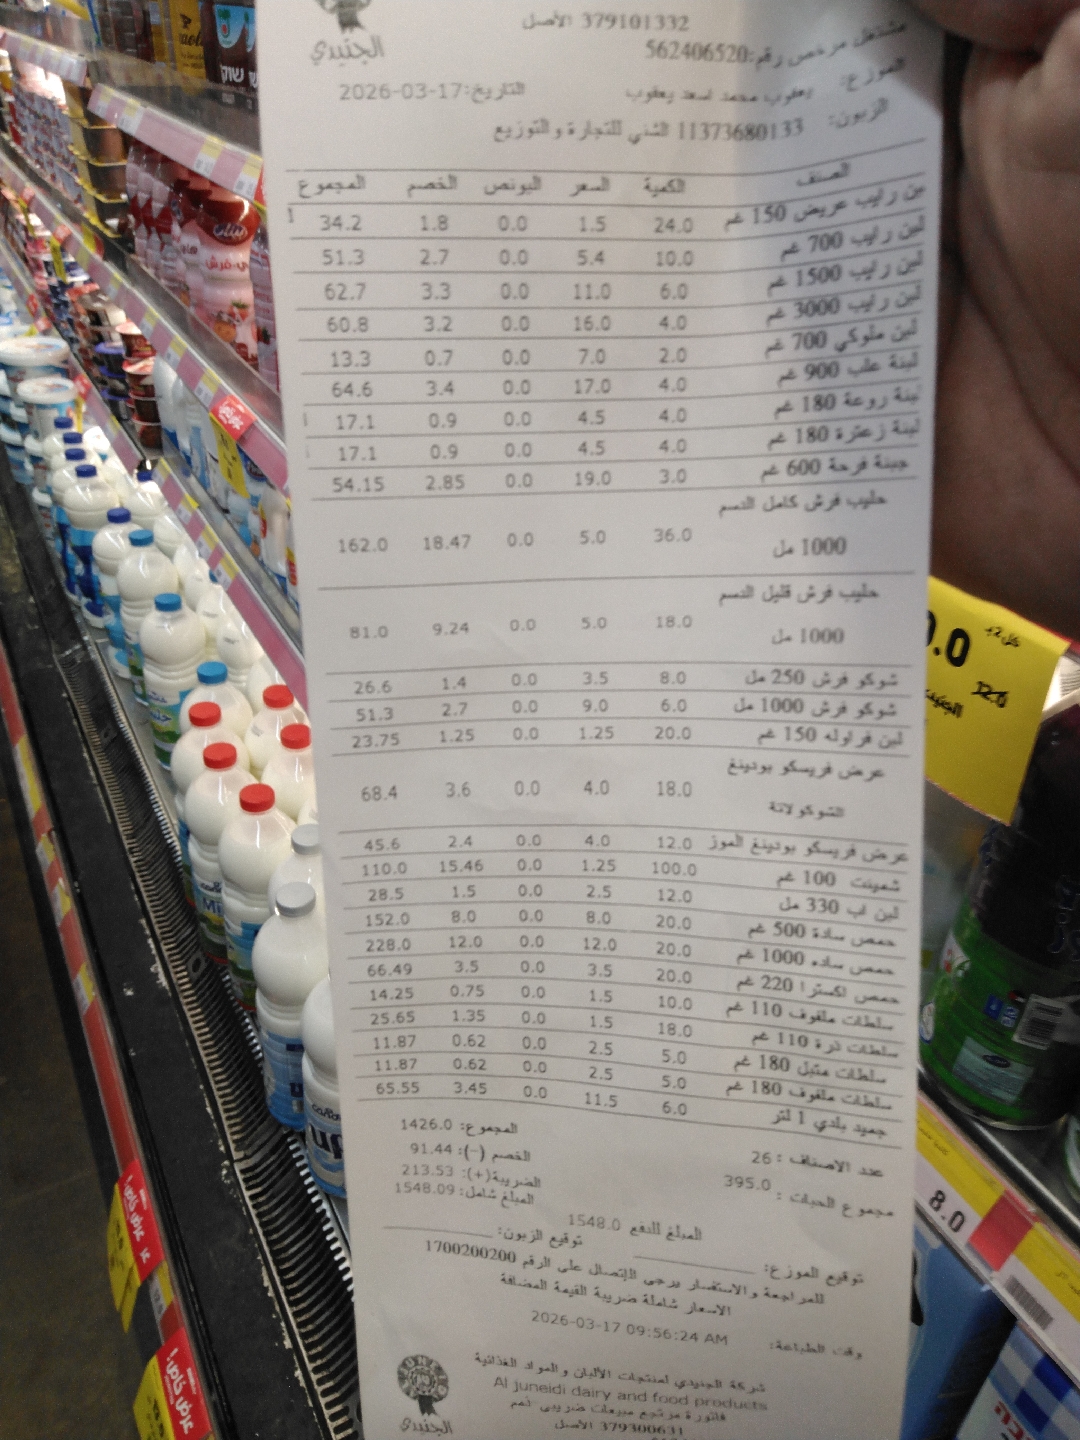 الجنيدي
379101332 الأصل
مشتغل مرخص رقم:562406520
الموزع: يعقوب محمد اسعد يعقوب
التاريخ:17-03-2026
الزبون: 11373680133 الشني للتجارة والتوزيع
الصنف الكمية السعر البونص الخصم المجموع
رايب عريض 150 غم 24.0 1.5 0.0 1.8 34.2
لبن رايب 700 غم 10.0 5.4 0.0 2.7 51.3
لبن رايب 1500 غم 6.0 11.0 0.0 3.3 62.7
لبن رايب 3000 غم 4.0 16.0 0.0 3.2 60.8
لبن ملوكي 700 غم 2.0 7.0 0.0 0.7 13.3
لبنة علب 900 غم 4.0 17.0 0.0 3.4 64.6
لبنة روعة 180 غم 4.0 4.5 0.0 0.9 17.1
لبنة زعترة 180 غم 4.0 4.5 0.0 0.9 17.1
جبنة فرحة 600 غم 3.0 19.0 0.0 2.85 54.15
حليب فرش كامل الدسم
1000 مل 36.0 5.0 0.0 18.47 162.0
حليب فرش قليل الدسم
1000 مل 18.0 5.0 0.0 9.24 81.0
شوكو فرش 250 مل 8.0 3.5 0.0 1.4 26.6
شوكو فرش 1000 مل 6.0 9.0 0.0 2.7 51.3
لبن فراوله 150 غم 20.0 1.25 0.0 1.25 23.75
عرض فريسكو بودينغ
الشوكولاتة 18.0 4.0 0.0 3.6 68.4
عرض فريسكو بودينغ الموز 12.0 4.0 0.0 2.4 45.6
شمينت 100 غم 100.0 1.25 0.0 15.46 110.0
لبن اب 330 مل 12.0 2.5 0.0 1.5 28.5
حمص سادة 500 غم 20.0 8.0 0.0 8.0 152.0
حمص ساده 1000 غم 20.0 12.0 0.0 12.0 228.0
حمص اكسترا 220 غم 20.0 3.5 0.0 3.5 66.49
سلطات ملفوف 110 غم 10.0 1.5 0.0 0.75 14.25
سلطات ذرة 110 غم 18.0 1.5 0.0 1.35 25.65
سلطات متبل 180 غم 5.0 2.5 0.0 0.62 11.87
سلطات ملفوف 180 غم 5.0 2.5 0.0 0.62 11.87
جميد بلدي 1 لتر 6.0 11.5 0.0 3.45 65.55
المجموع: 1426.0
عدد الاصناف : 26
الخصم (-): 91.44
مجموع الحبات : 395.0
الضريبة(+): 213.53
المبلغ شامل: 1548.09
المبلغ للدفع 1548.0
توقيع الموزع: توقيع الزبون:
للمراجعة والاستفسار يرجى الإتصال على الرقم 1700200200
الاسعار شاملة ضريبة القيمة المضافة
وقت الطباعة: 2026-03-17 09:56:24 AM
شركة الجنيدي لمنتجات الألبان والمواد الغذائية
Al juneidi dairy and food products
فاتورة مرتجع مبيعات ضريبي نعم
379300631 الأصل
الجنيدي
12.0
الجنيدي
8.0
עرض خاص!
שוקו